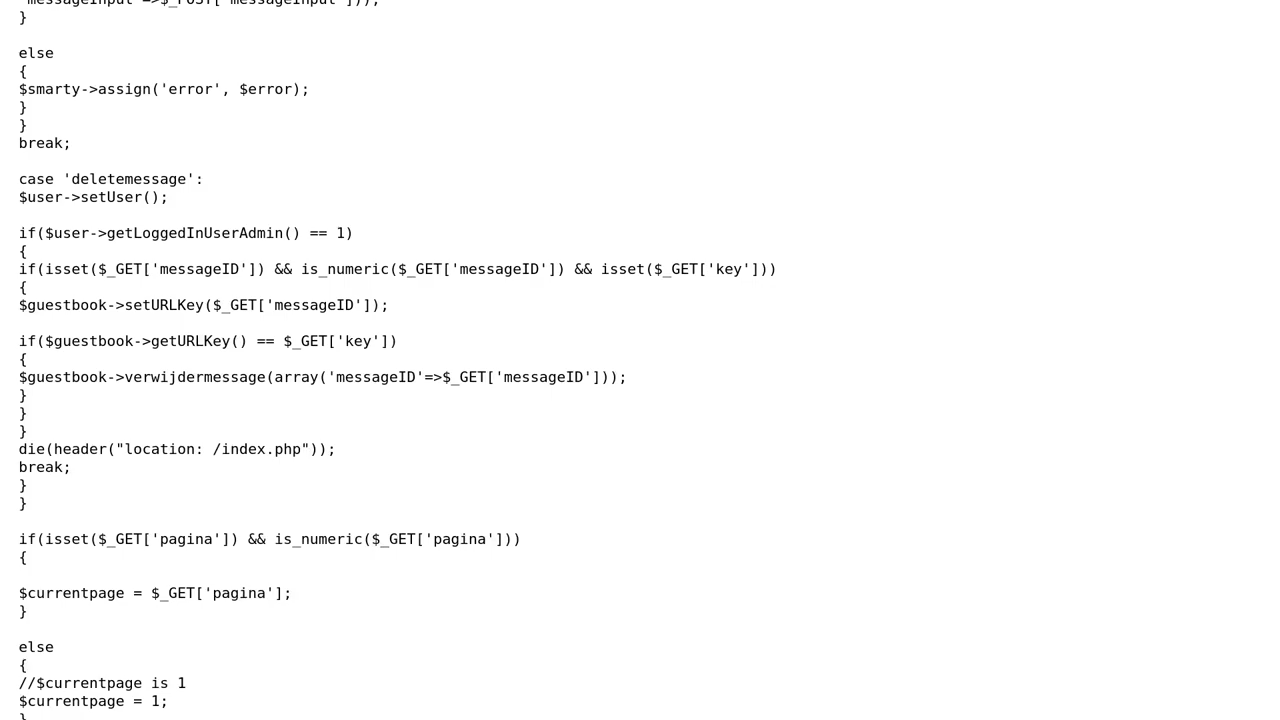 'messageInput'=>$_POST['messageInput']));
}
else
{
$smarty->assign('error', $error);
}
}
break;
case 'deletemessage':
$user->setUser();
if($user->getLoggedInUserAdmin() == 1)
{
if(isset($_GET['messageID']) && is_numeric($_GET['messageID']) && isset($_GET['key']))
{
$guestbook->setURLKey($_GET['messageID']);
if($guestbook->getURLKey() == $_GET['key'])
{
$guestbook->verwijdermessage(array('messageID'=>$_GET['messageID']));
}
}
}
die(header("location: /index.php"));
break;
}
}
if(isset($_GET['pagina']) && is_numeric($_GET['pagina']))
{
$currentpage = $_GET['pagina'];
}
else
{
//$currentpage is 1
$currentpage = 1;
}